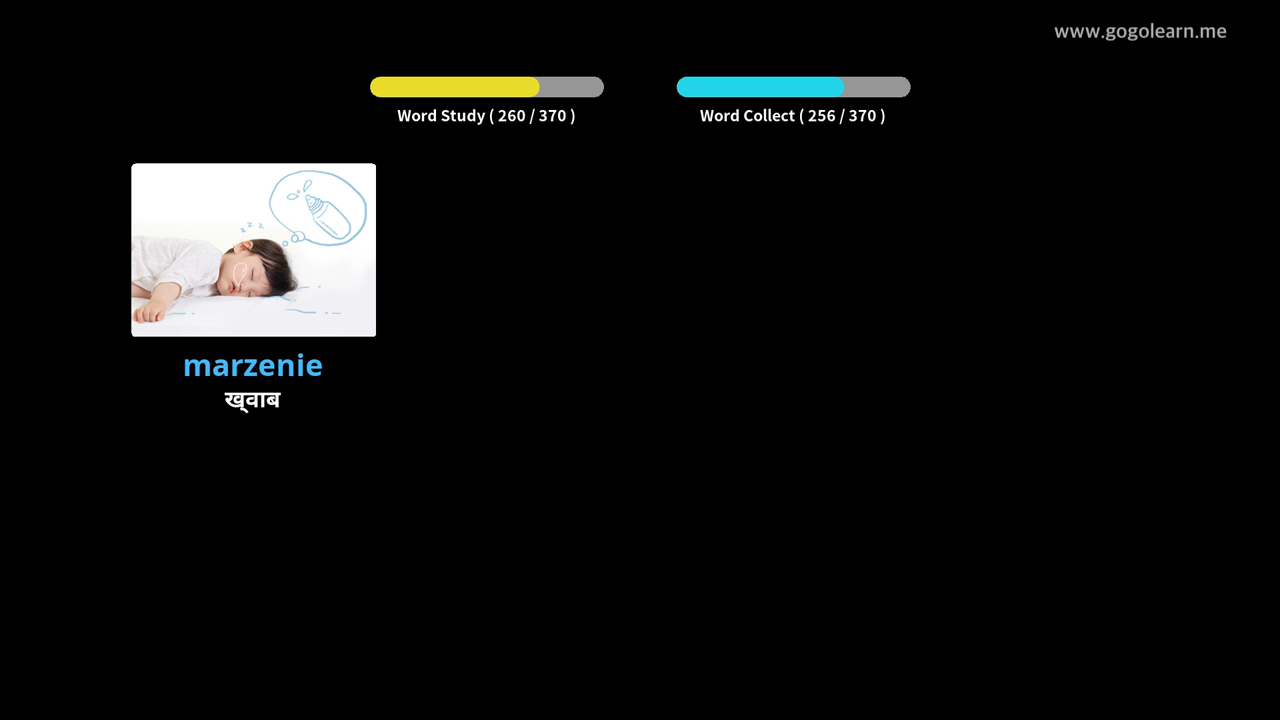 www.gogolearn.me
Word Study ( 260 / 370 )
Word Collect ( 256 / 370 )
z z z
marzenie
ख्वाब